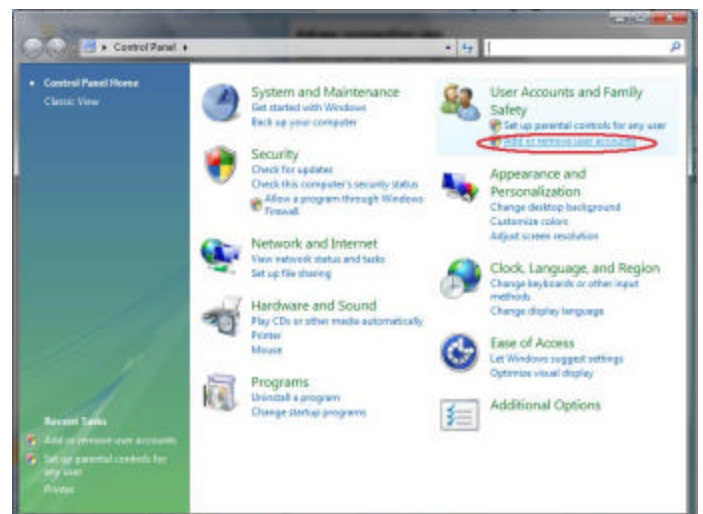 Control Panel
Control Panel Home
Classic View
System and Maintenance
Get started with Windows
Back up your computer
Security
Check for updates
Check this computer's security status
Allow a program through Windows
Firewall
Network and Internet
View network status and tasks
Set up file sharing
Hardware and Sound
Play CDs or other media automatically
Printer
Mouse
Programs
Uninstall a program
Change startup programs
User Accounts and Family
Safety
Set up parental controls for any user
Add or remove user accounts
Appearance and
Personalization
Change desktop background
Customize colors
Adjust screen resolution
Clock, Language, and Region
Change keyboards or other input
methods
Change display language
Ease of Access
Let Windows suggest settings
Optimize visual display
Additional Options
Recent Tasks
Add or remove user accounts
Set up parental controls for
any user
Printer